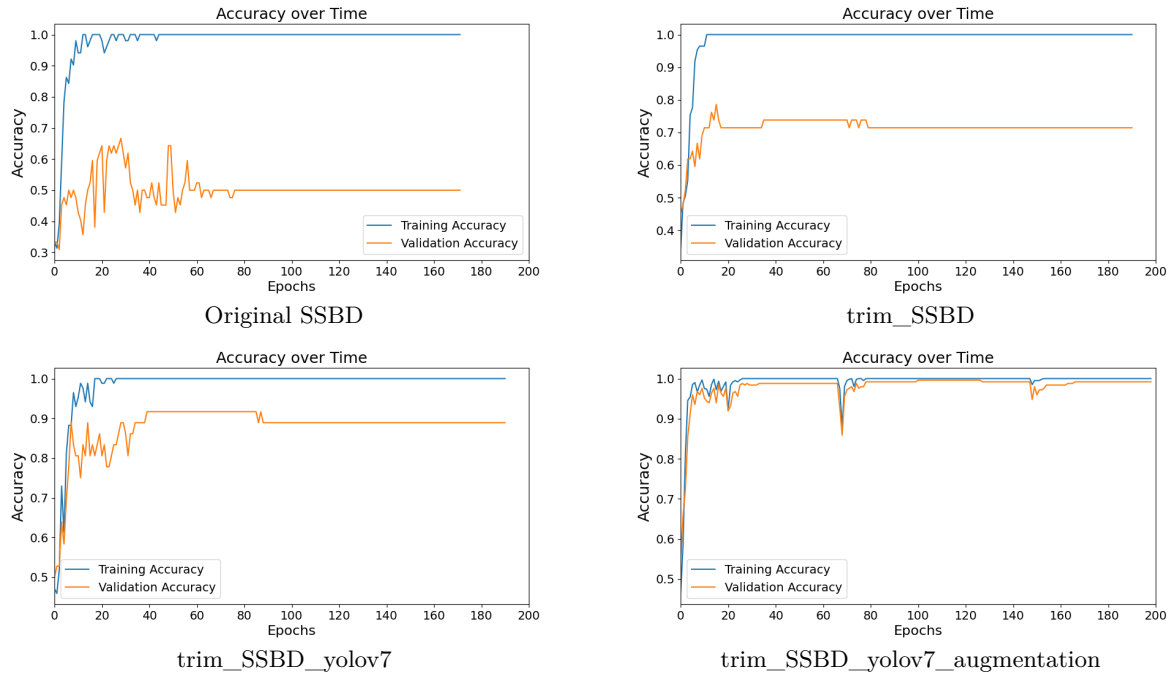 Accuracy over Time
1.0
0.9
0.8
0.7
0.6
0.5
0.4
0.3
Accuracy
Training Accuracy
Validation Accuracy
0 20 40 60 80 100 120 140 160 180 200
Epochs
Original SSBD
Accuracy over Time
1.0
0.9
0.8
0.7
0.6
0.5
0.4
Accuracy
Training Accuracy
Validation Accuracy
0 20 40 60 80 100 120 140 160 180 200
Epochs
trim_SSBD
Accuracy over Time
1.0
0.9
0.8
0.7
0.6
0.5
Accuracy
Training Accuracy
Validation Accuracy
0 20 40 60 80 100 120 140 160 180 200
Epochs
trim_SSBD_yolov7
Accuracy over Time
1.0
0.9
0.8
0.7
0.6
0.5
Accuracy
Training Accuracy
Validation Accuracy
0 20 40 60 80 100 120 140 160 180 200
Epochs
trim_SSBD_yolov7_augmentation